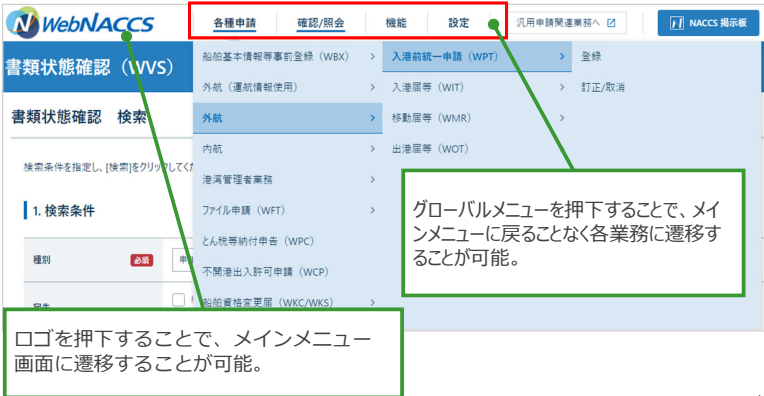 WebNACCS 各種申請 確認/照会 機能 設定 汎用申請関連業務へ NACCS 掲示板
書類状態確認（WVS）
書類状態確認 検索
検索条件を指定し、[検索]をクリックしてくだ
1. 検索条件
種別 必須 申
船舶基本情報等事前登録（WBX） >
外航（運航情報使用） >
外航 >
内航 >
港湾管理者業務 >
ファイル申請（WFT） >
とん税等納付申告（WPC）
不開港出入許可申請（WCP）
船舶資格変更届（WKC/WKS） >
入港前統一申請（WPT） >
入港届等（WIT） >
移動届等（WMR） >
出港届等（WOT）
登録
訂正/取消
グローバルメニューを押下することで、メイ
ンメニューに戻ることなく各業務に遷移す
ることが可能。
ロゴを押下することで、メインメニュー
画面に遷移することが可能。